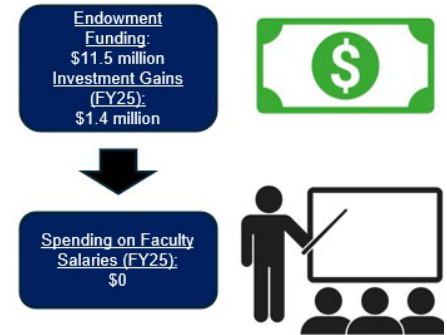 Endowment
Funding:
$11.5 million
Investment Gains
(FY25):
$1.4 million
$
Spending on Faculty
Salaries (FY25):
$0